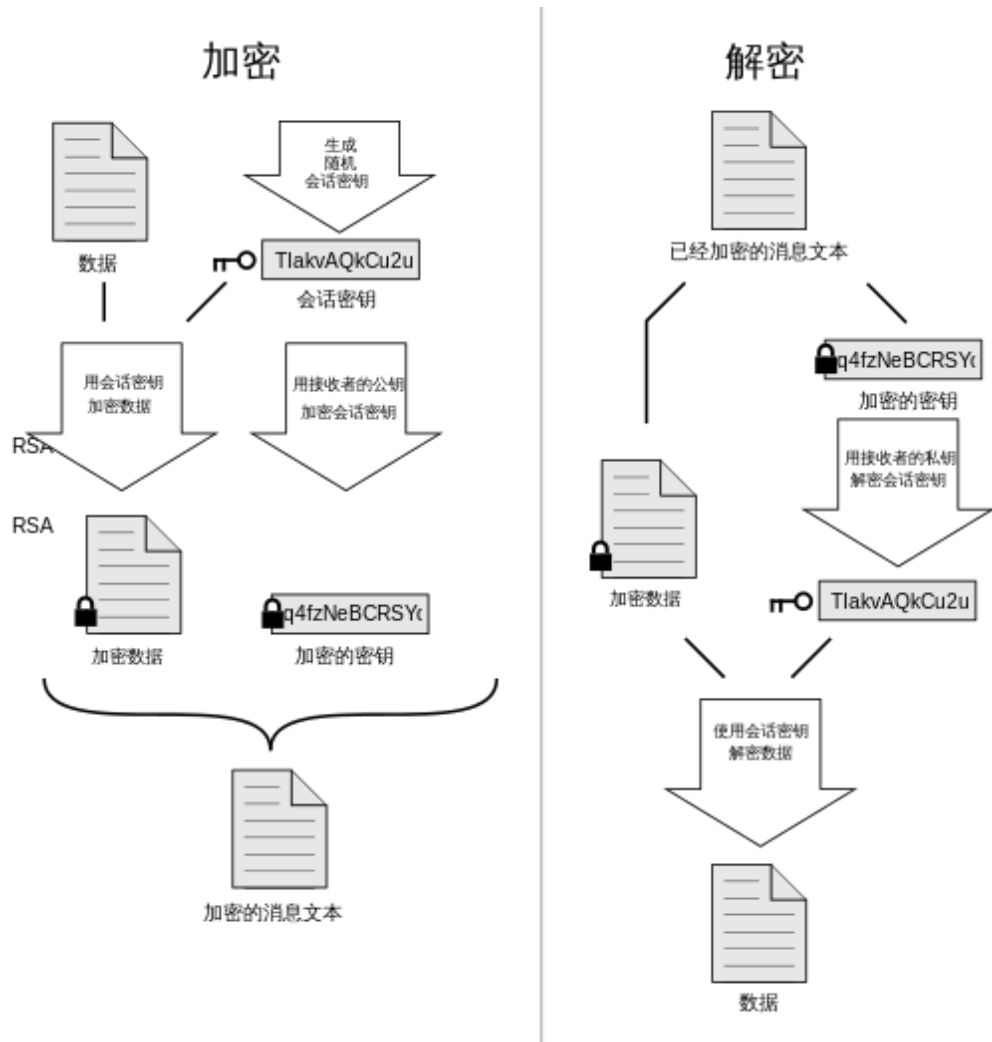 加密
数据
生成
随机
会话密钥
TIakvAQkCu2u
会话密钥
用会话密钥
加密数据
用接收者的公钥
加密会话密钥
RSA
RSA
加密数据
q4fzNeBCRSY
加密的密钥
加密的消息文本
解密
已经加密的消息文本
q4fzNeBCRSY
加密的密钥
用接收者的私钥
解密会话密钥
加密数据
TIakvAQkCu2u
使用会话密钥
解密数据
数据